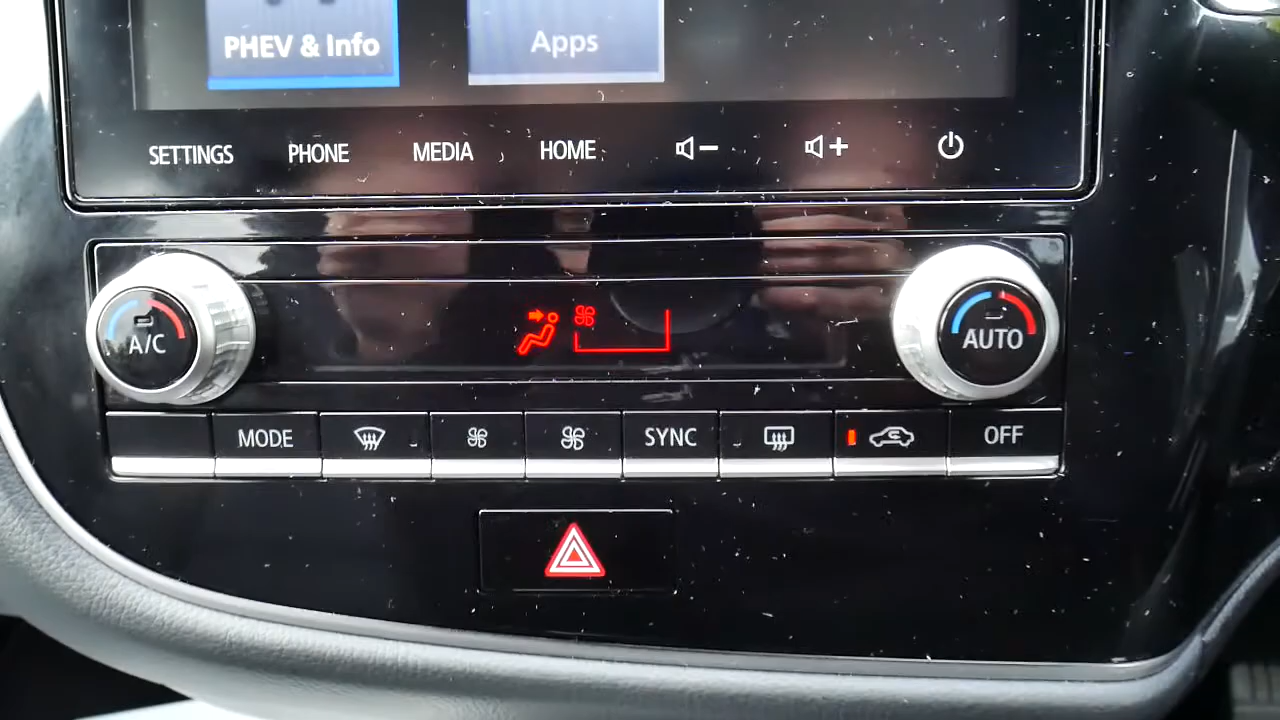 PHEV & Info Apps
SETTINGS PHONE MEDIA HOME
A/C AUTO
MODE SYNC OFF